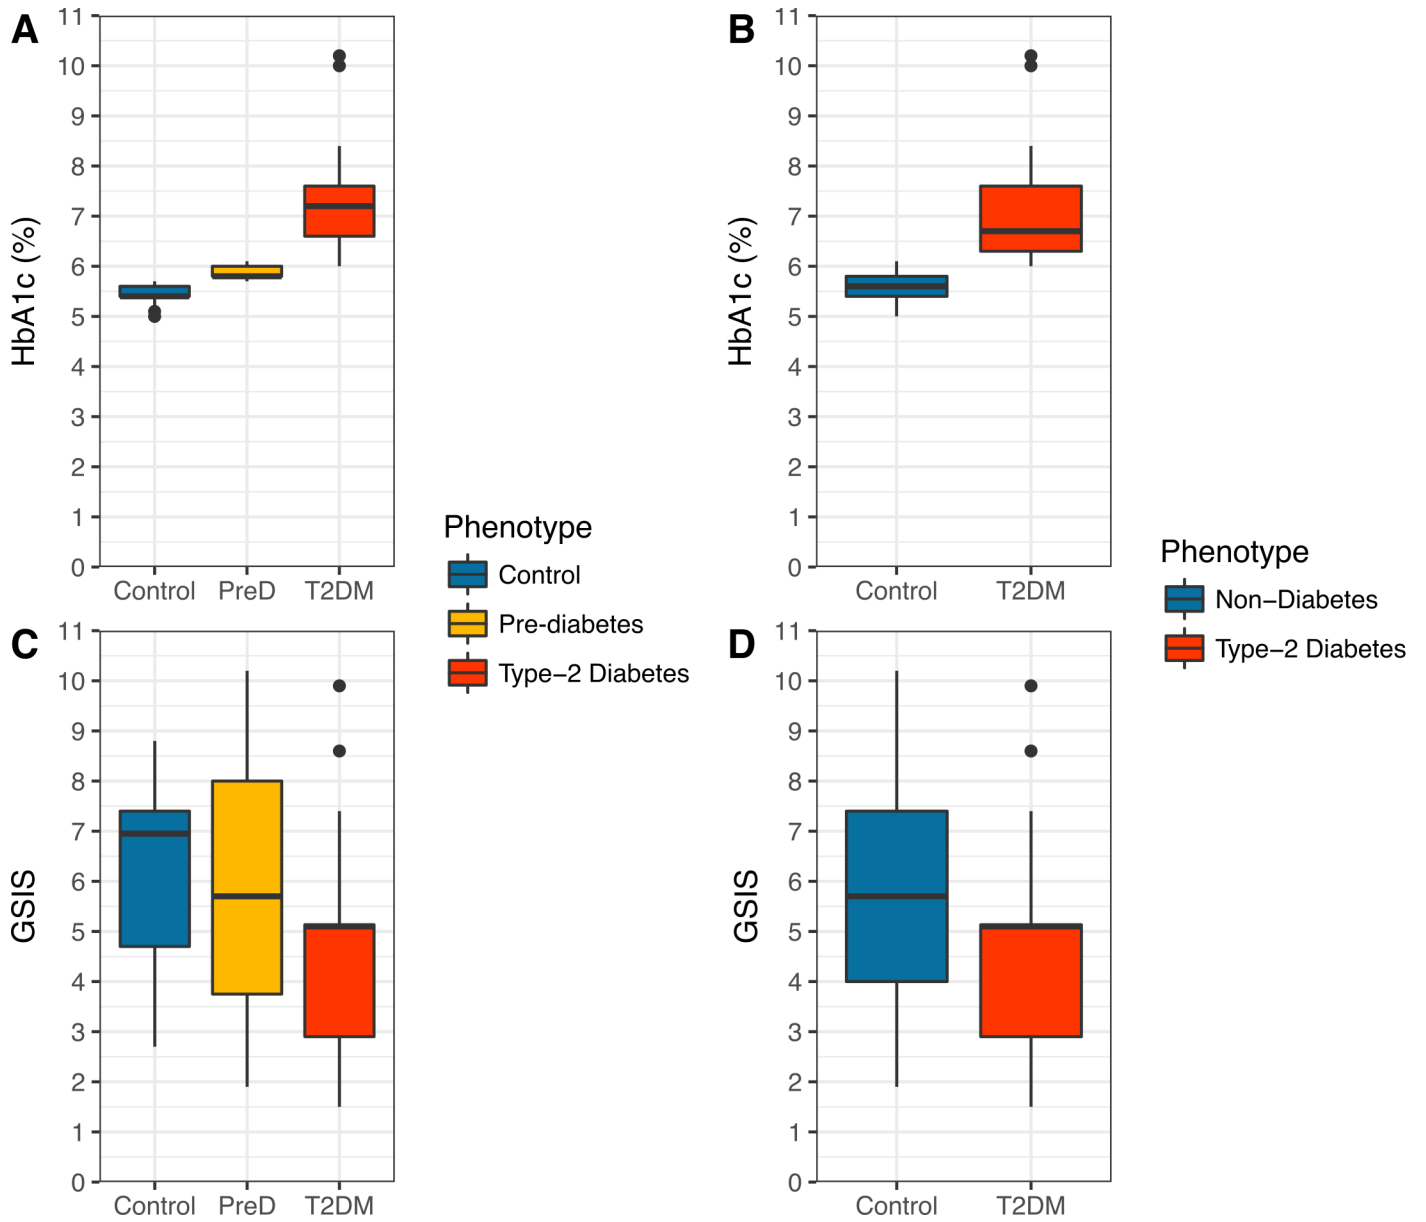 A
HbA1c (%)
11
10
9
8
7
6
5
4
3
2
1
0
Control PreD T2DM
B
HbA1c (%)
11
10
9
8
7
6
5
4
3
2
1
0
Control T2DM
Phenotype
Control
Pre-diabetes
Type−2 Diabetes
Phenotype
Non−Diabetes
Type−2 Diabetes
C
GSIS
11
10
9
8
7
6
5
4
3
2
1
0
Control PreD T2DM
D
GSIS
11
10
9
8
7
6
5
4
3
2
1
0
Control T2DM